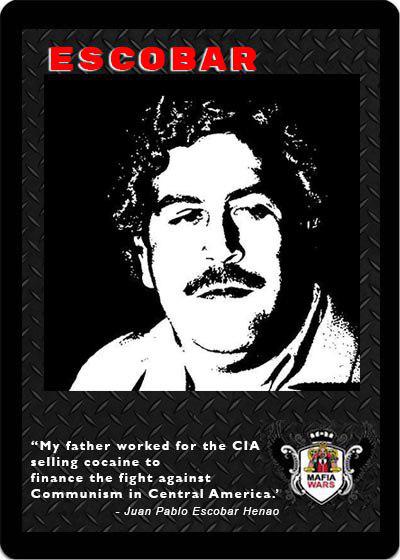 ESCOBAR
“My father worked for the CIA
selling cocaine to
finance the fight against
Communism in Central America.’
- Juan Pablo Escobar Henao
MAFIA
WARS